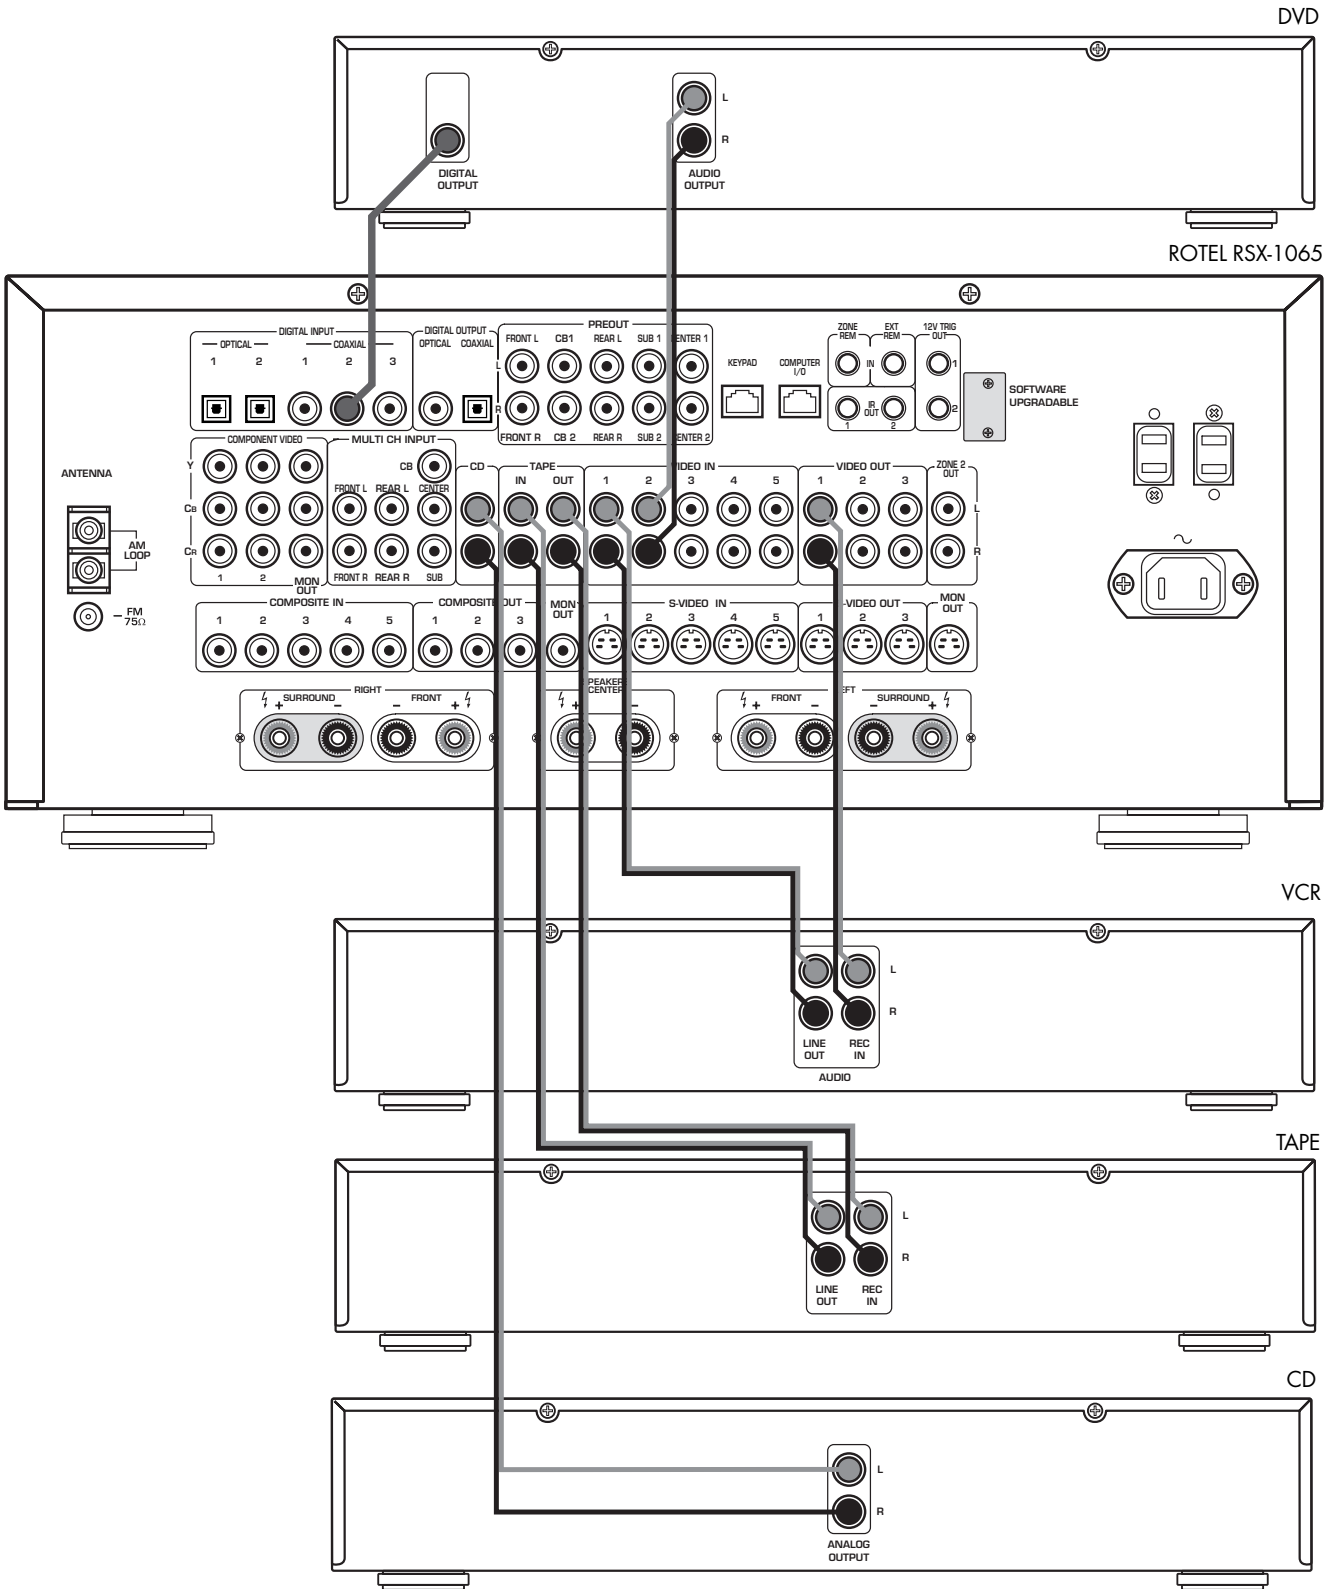 DVD
L
R
DIGITAL
OUTPUT
AUDIO
OUTPUT
ROTEL RSX-1065
DIGITAL INPUT
OPTICAL
COAXIAL
1 2 1 2 3
DIGITAL OUTPUT
OPTICAL COAXIAL
PREOUT
FRONT L CB1 REAR L SUB 1 CENTER 1
L
R
FRONT R CB 2 REAR R SUB 2 CENTER 2
KEYPAD
COMPUTER
I/O
ZONE
REM
EXT
REM
IN
IR
OUT
1 2
12V TRIG
OUT
1
2
SOFTWARE
UPGRADABLE
ANTENNA
AM
LOOP
FM
75Ω
COMPONENT VIDEO
Y
CB
CR
1 2 MON
OUT
MULTI CH INPUT
CB
FRONT L REAR L CENTER
FRONT R REAR R SUB
CD
TAPE
IN OUT
VIDEO IN
1 2 3 4 5
VIDEO OUT
1 2 3
ZONE 2
OUT
L
R
COMPOSITE IN
1 2 3 4 5
COMPOSITE OUT
1 2 3
MON
OUT
S-VIDEO IN
1 2 3 4 5
S-VIDEO OUT
1 2 3
MON
OUT
RIGHT
SURROUND
FRONT
+ − − +
SPEAKERS
CENTER
+ −
LEFT
FRONT
SURROUND
+ − − +
VCR
L
R
LINE
OUT
REC
IN
AUDIO
TAPE
L
R
LINE
OUT
REC
IN
CD
L
R
ANALOG
OUTPUT